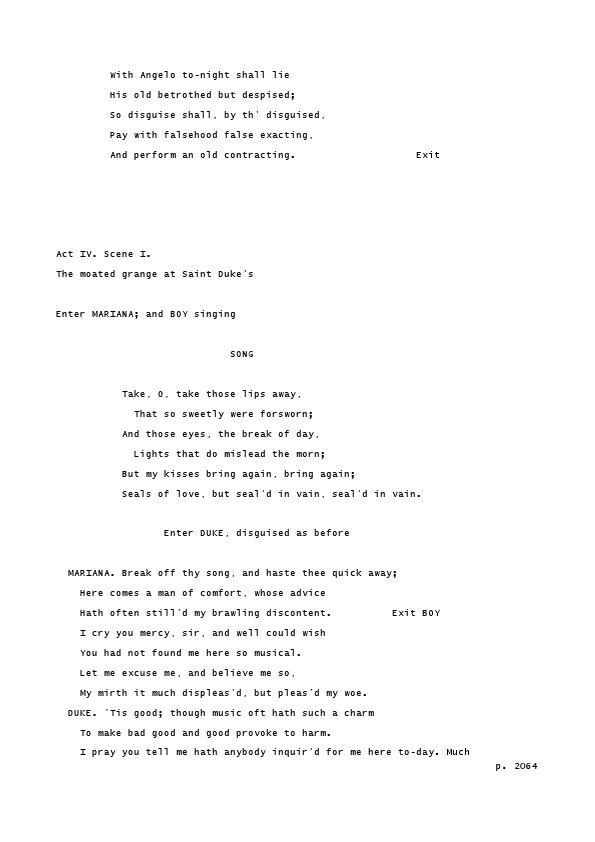 With Angelo to-night shall lie
His old betrothed but despised;
So disguise shall, by th' disguised,
Pay with falsehood false exacting,
And perform an old contracting. Exit
Act IV. Scene I.
The moated grange at Saint Duke's
Enter MARIANA; and BOY singing
SONG
Take, O, take those lips away,
That so sweetly were forsworn;
And those eyes, the break of day,
Lights that do mislead the morn;
But my kisses bring again, bring again;
Seals of love, but seal'd in vain, seal'd in vain.
Enter DUKE, disguised as before
MARIANA. Break off thy song, and haste thee quick away;
Here comes a man of comfort, whose advice
Hath often still'd my brawling discontent. Exit BOY
I cry you mercy, sir, and well could wish
You had not found me here so musical.
Let me excuse me, and believe me so,
My mirth it much displeas'd, but pleas'd my woe.
DUKE. 'Tis good; though music oft hath such a charm
To make bad good and good provoke to harm.
I pray you tell me hath anybody inquir'd for me here to-day. Much
p. 2064